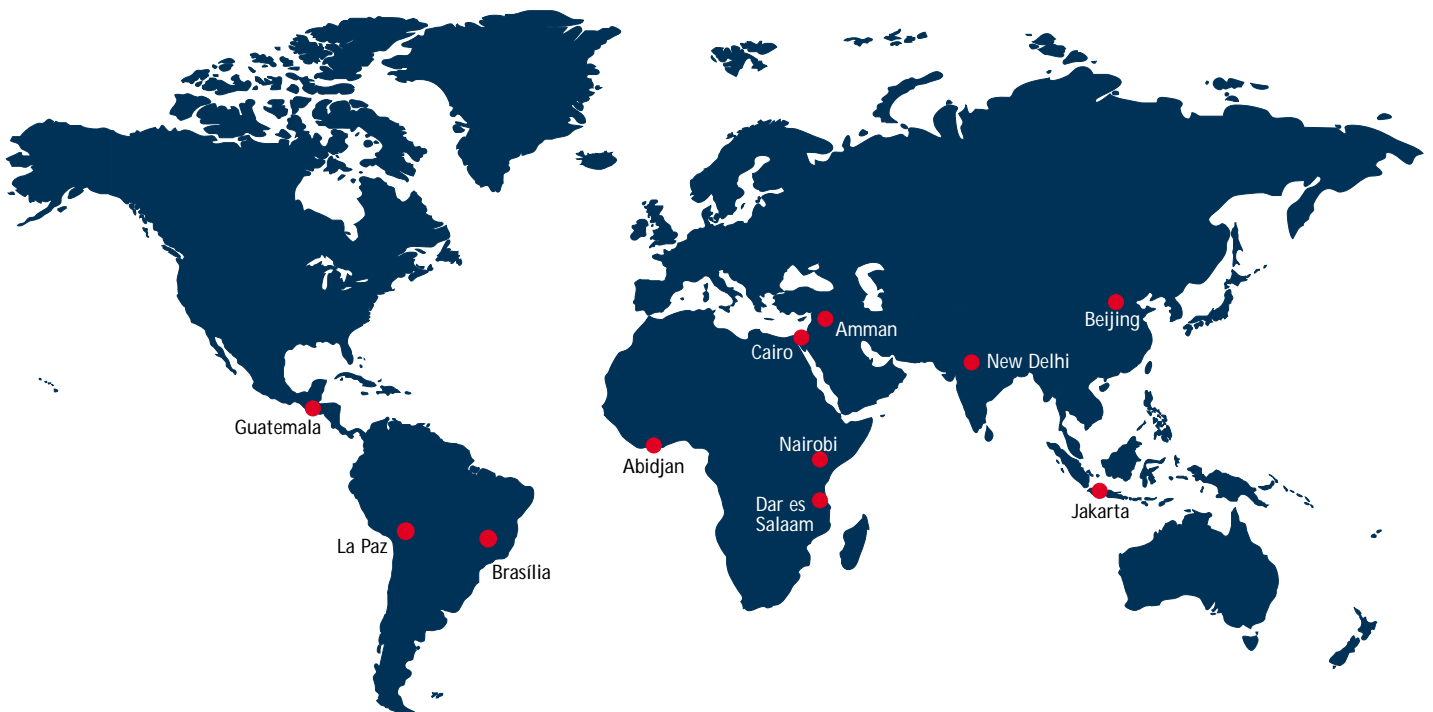 Beijing
Amman
Cairo
New Delhi
Guatemala
Nairobi
Abidjan
Dar es
Salaam
Jakarta
La Paz
Brasília